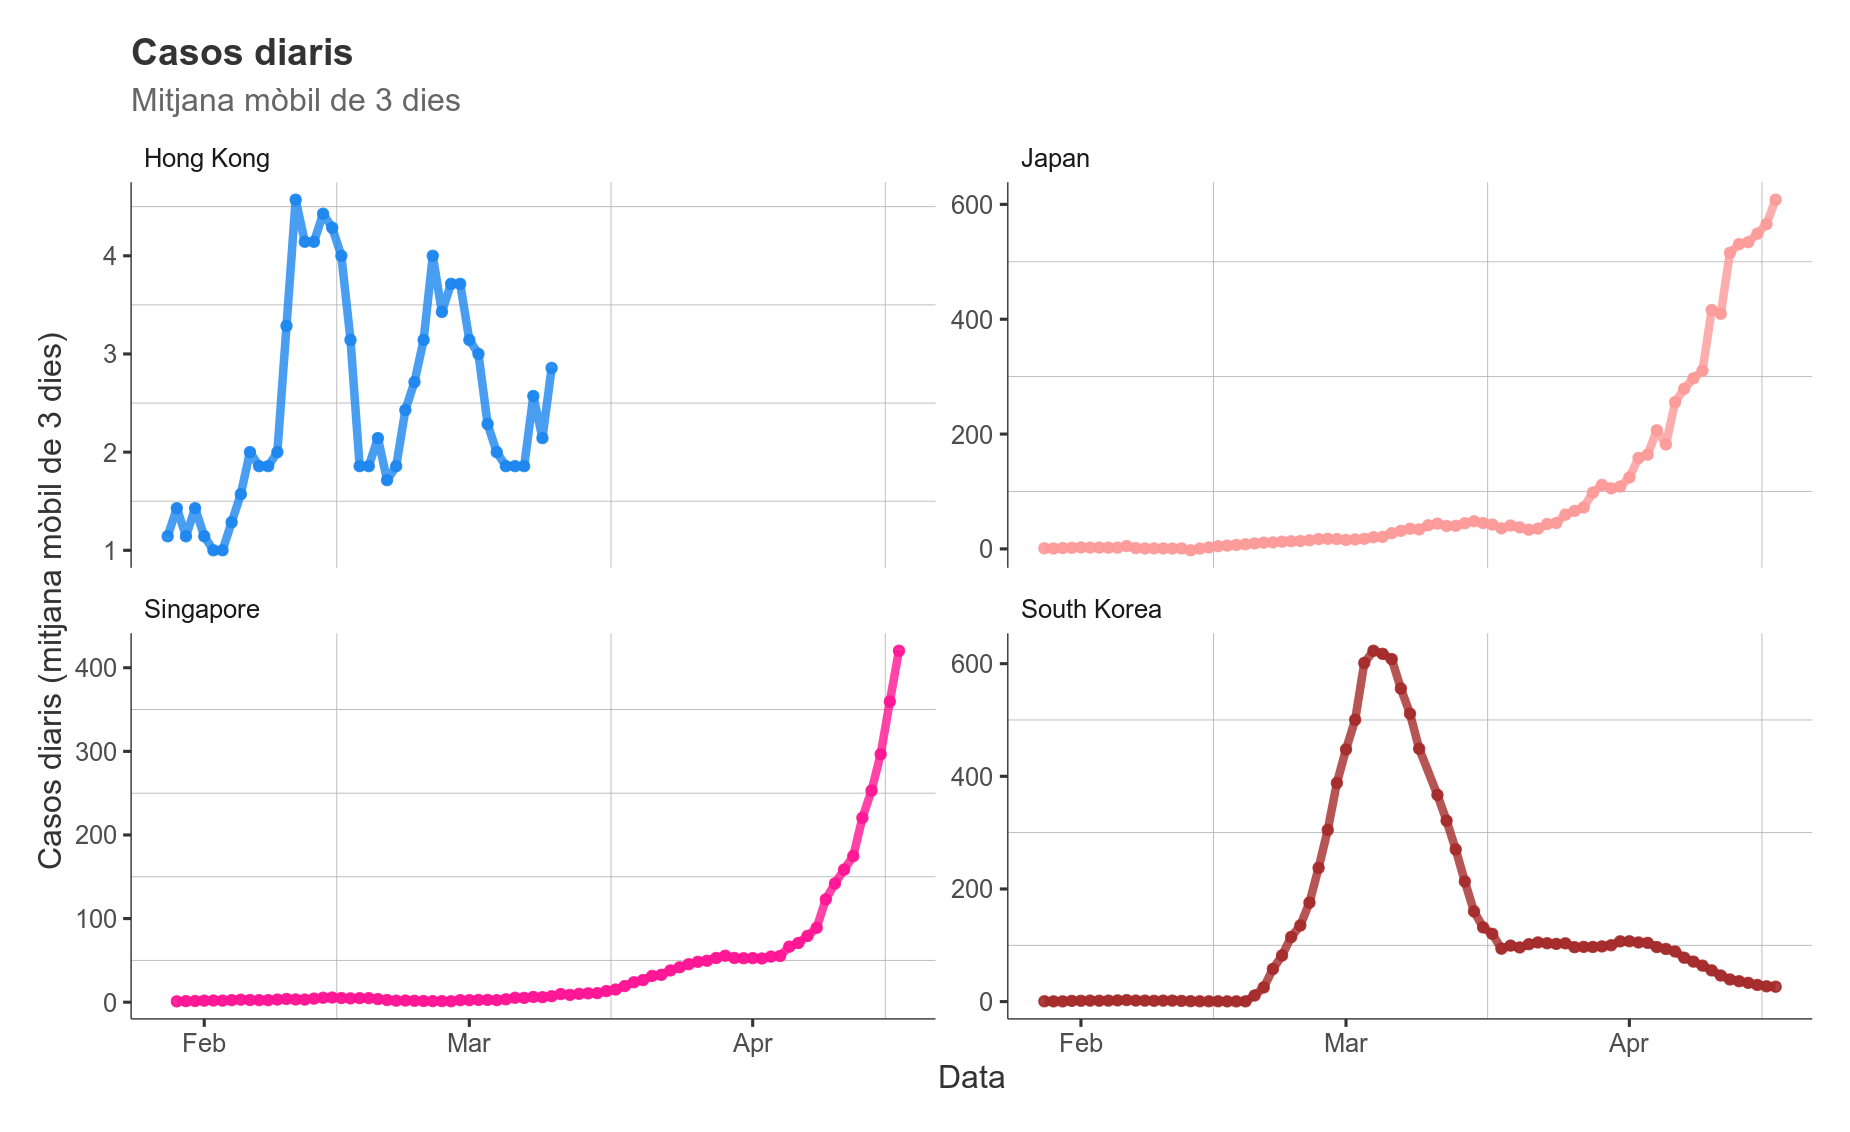 Casos diaris
Mitjana mòbil de 3 dies
Casos diaris (mitjana mòbil de 3 dies)
Hong Kong
4
3
2
1
Japan
600
400
200
0
Singapore
400
300
200
100
0
Feb Mar Apr
South Korea
600
400
200
0
Feb Mar Apr
Data